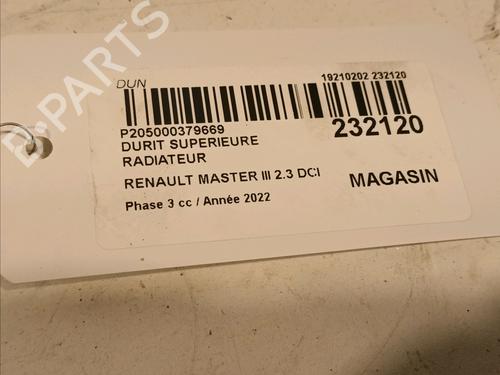 DUN
19210202 232120
P205000379669
DURIT SUPERIEURE
RADIATEUR
232120
RENAULT MASTER III 2.3 DCI
MAGASIN
Phase 3 cc / Année 2022
B-PARTS